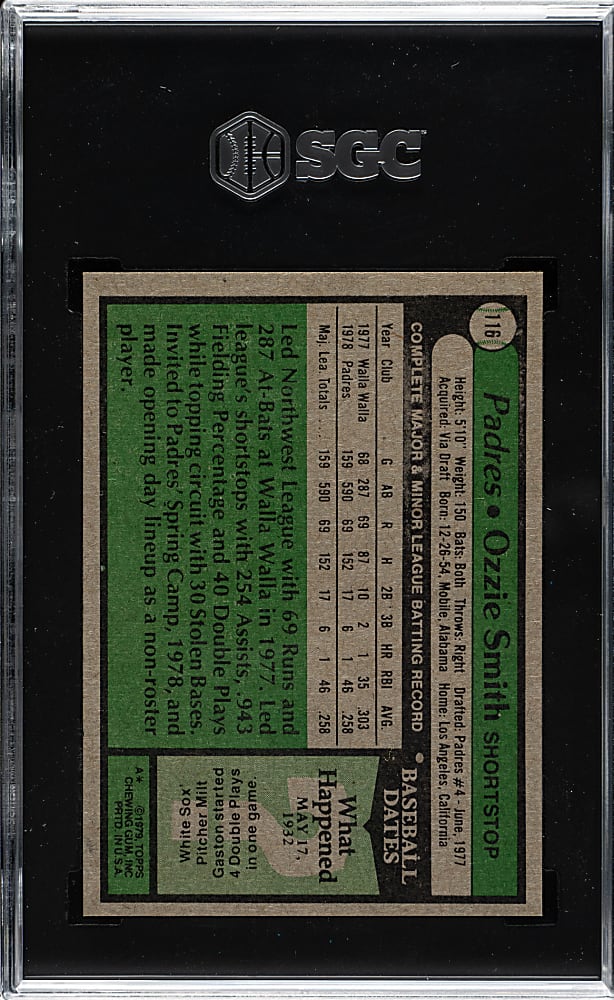 SGC
116
Padres • Ozzie Smith SHORTSTOP
Height: 5'10" Weight: 150 Bats: Both Throws: Right Drafted: Padres #4 - June, 1977
Acquired: Via Draft Born: 12-26-54, Mobile, Alabama Home: Los Angeles, California
COMPLETE MAJOR & MINOR LEAGUE BATTING RECORD
Year Club G AB R H 2B 3B HR RBI AVG.
1977 Walla Walla 68 287 69 87 10 2 1 35 .303
1978 Padres 159 590 69 152 17 6 1 46 .258
Maj. Lea. Totals .... 159 590 69 152 17 6 1 46 .258
Led Northwest League with 69 Runs and
287 At-Bats at Walla Walla in 1977. Led
league's shortstops with 254 Assists, .943
Fielding Percentage and 40 Double Plays
while topping circuit with 30 Stolen Bases.
Invited to Padres' Spring Camp, 1978, and
made opening day lineup as a non-roster
player.
BASEBALL
DATES
What
Happened
MAY 17,
1932
White Sox'
pitcher Milt
Gaston started
4 Double Plays
in one game.
A* ©1979, TOPPS
CHEWING GUM, INC
PRTD. IN U.S.A.